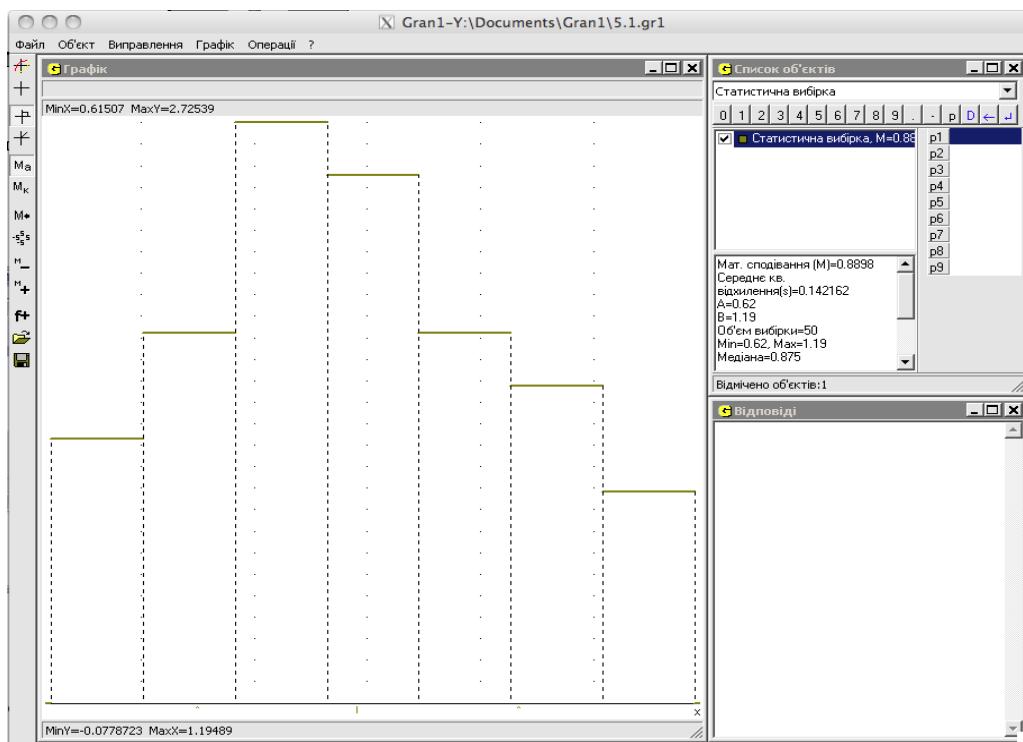 Gran1-Y:\Documents\Gran1\5.1.gr1
Файл Об'єкт Виправлення Графік Операції ?
Графік
MinX=0.61507 MaxY=2.72539
Ma
Mк
M
-s s s
M
M +
f+
x
MinY=-0.0778723 MaxX=1.19489
Список об'єктів
Статистична вибірка
0 1 2 3 4 5 6 7 8 9 . - p D ← ↵
Статистична вибірка, M=0.88
p1
p2
p3
p4
p5
p6
p7
p8
p9
Мат. сподівання (M)=0.8898
Середнє кв.
відхилення(s)=0.142162
A=0.62
B=1.19
Об'єм вибірки=50
Min=0.62, Max=1.19
Медіана=0.875
Відмічено об'єктів:1
Відповіді